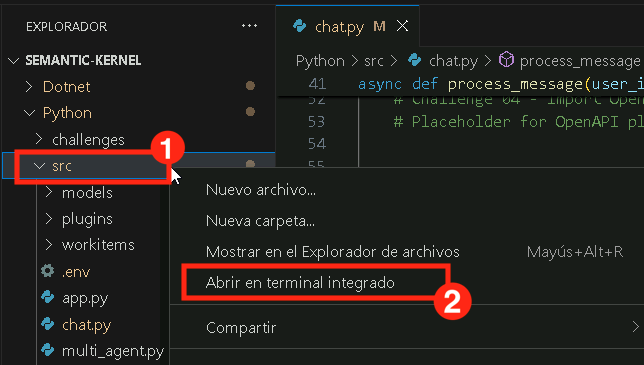 EXPLORADOR
SEMANTIC-KERNEL
Dotnet
Python
challenges
src
models
plugins
workitems
.env
app.py
chat.py
multi_agent.py
chat.py M
Python > src > chat.py > process_message
41 async def process_message(user_i
52 # Challenge 04 - Import Open
53 # Placeholder for OpenAPI pl
54
55
1
Nuevo archivo...
Nueva carpeta...
Mostrar en el Explorador de archivos Mayús+Alt+R
Abrir en terminal integrado
2
Compartir